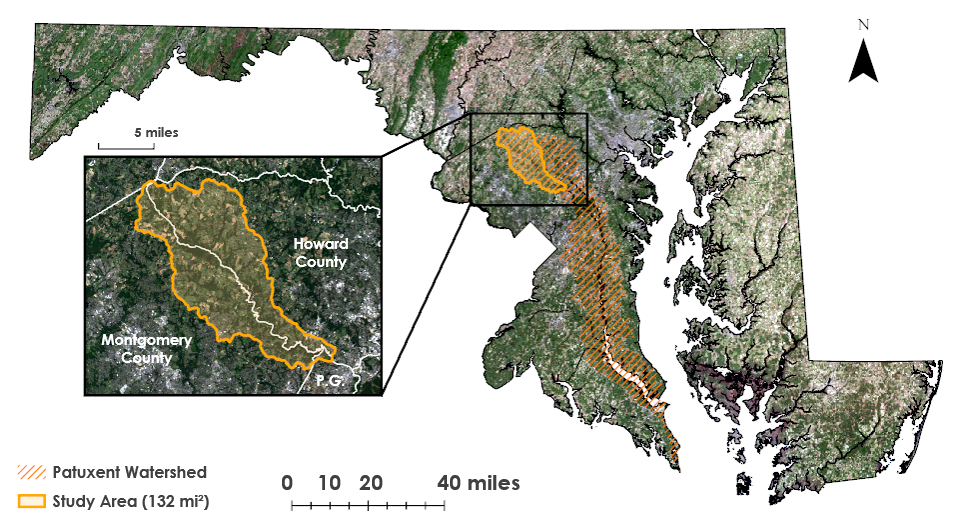 N
5 miles
Howard
County
Montgomery
County
P.G.
Patuxent Watershed
Study Area (132 mi²)
0 10 20 40 miles